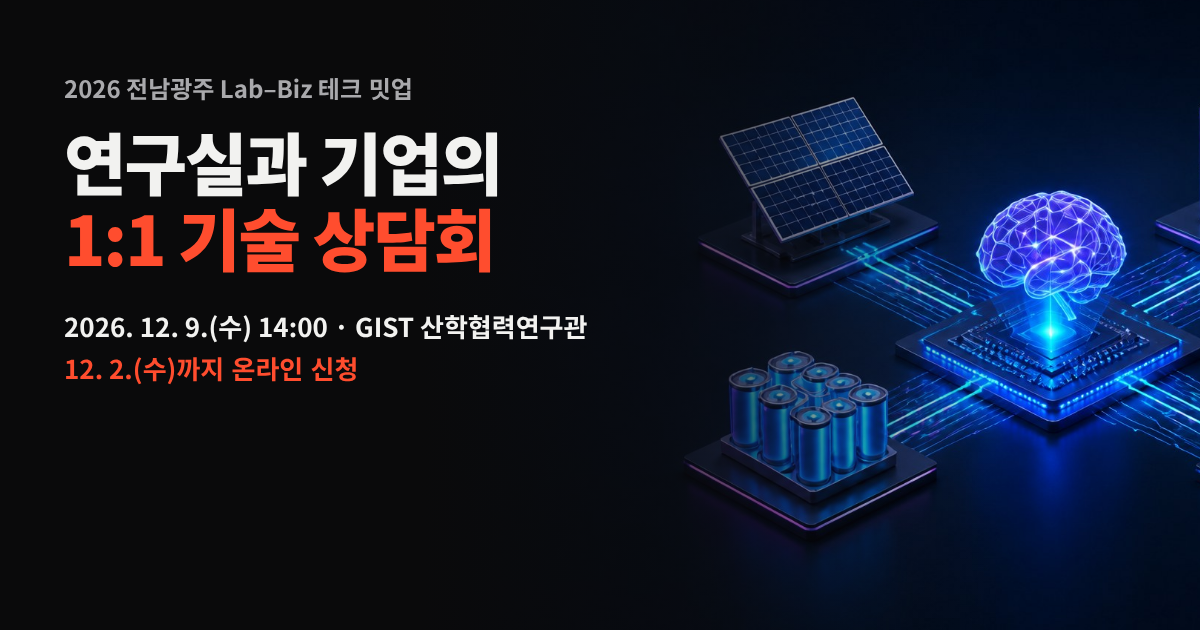 2026 전남광주 Lab–Biz 테크 밋업
연구실과 기업의
1:1 기술 상담회
2026. 12. 9.(수) 14:00 · GIST 산학협력연구관
12. 2.(수)까지 온라인 신청